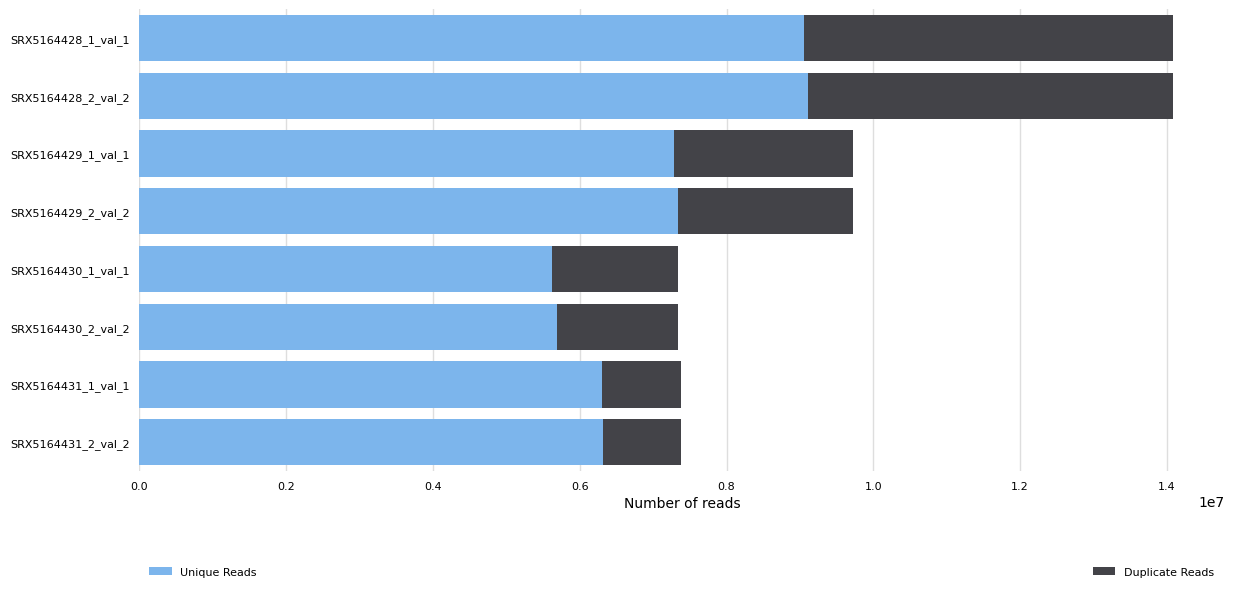 SRX5164428_1_val_1
SRX5164428_2_val_2
SRX5164429_1_val_1
SRX5164429_2_val_2
SRX5164430_1_val_1
SRX5164430_2_val_2
SRX5164431_1_val_1
SRX5164431_2_val_2
0.0 0.2 0.4 0.6 0.8 1.0 1.2 1.4
Number of reads 1e7
Unique Reads Duplicate Reads